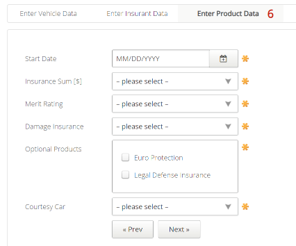 Enter Vehicle Data Enter Insurant Data Enter Product Data 6
Start Date MM/DD/YYYY
Insurance Sum [$] – please select –
Merit Rating – please select –
Damage Insurance – please select –
Optional Products
Euro Protection
Legal Defense Insurance
Courtesy Car – please select –
« Prev Next »